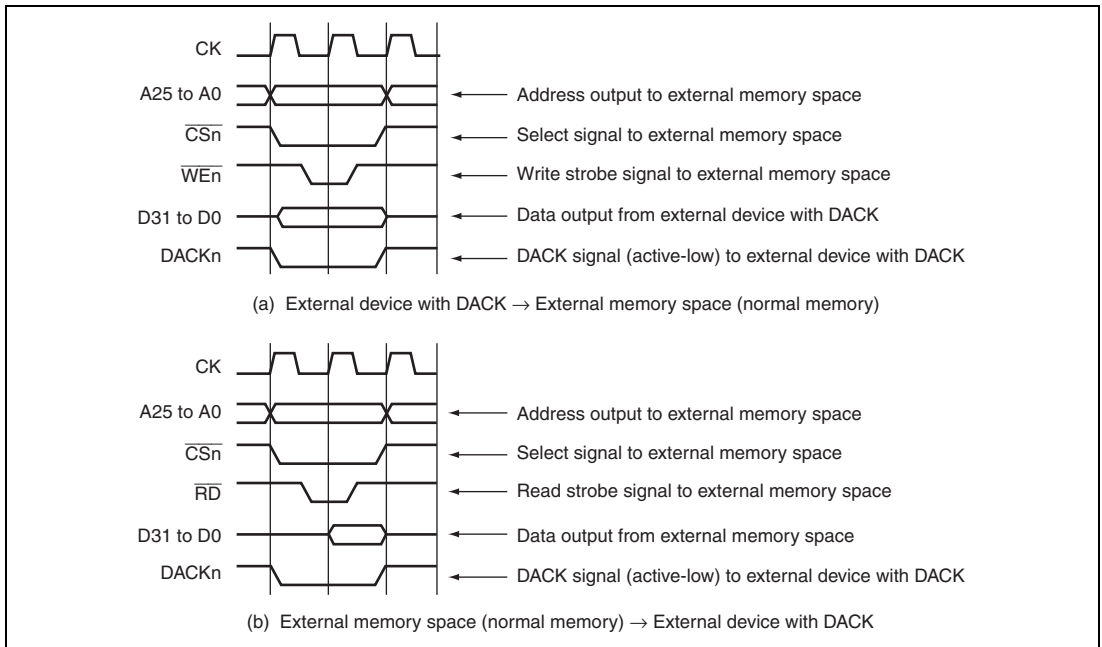 CK
A25 to A0 Address output to external memory space
CSn Select signal to external memory space
WEn Write strobe signal to external memory space
D31 to D0 Data output from external device with DACK
DACKn DACK signal (active-low) to external device with DACK
(a) External device with DACK → External memory space (normal memory)
CK
A25 to A0 Address output to external memory space
CSn Select signal to external memory space
RD Read strobe signal to external memory space
D31 to D0 Data output from external memory space
DACKn DACK signal (active-low) to external device with DACK
(b) External memory space (normal memory) → External device with DACK